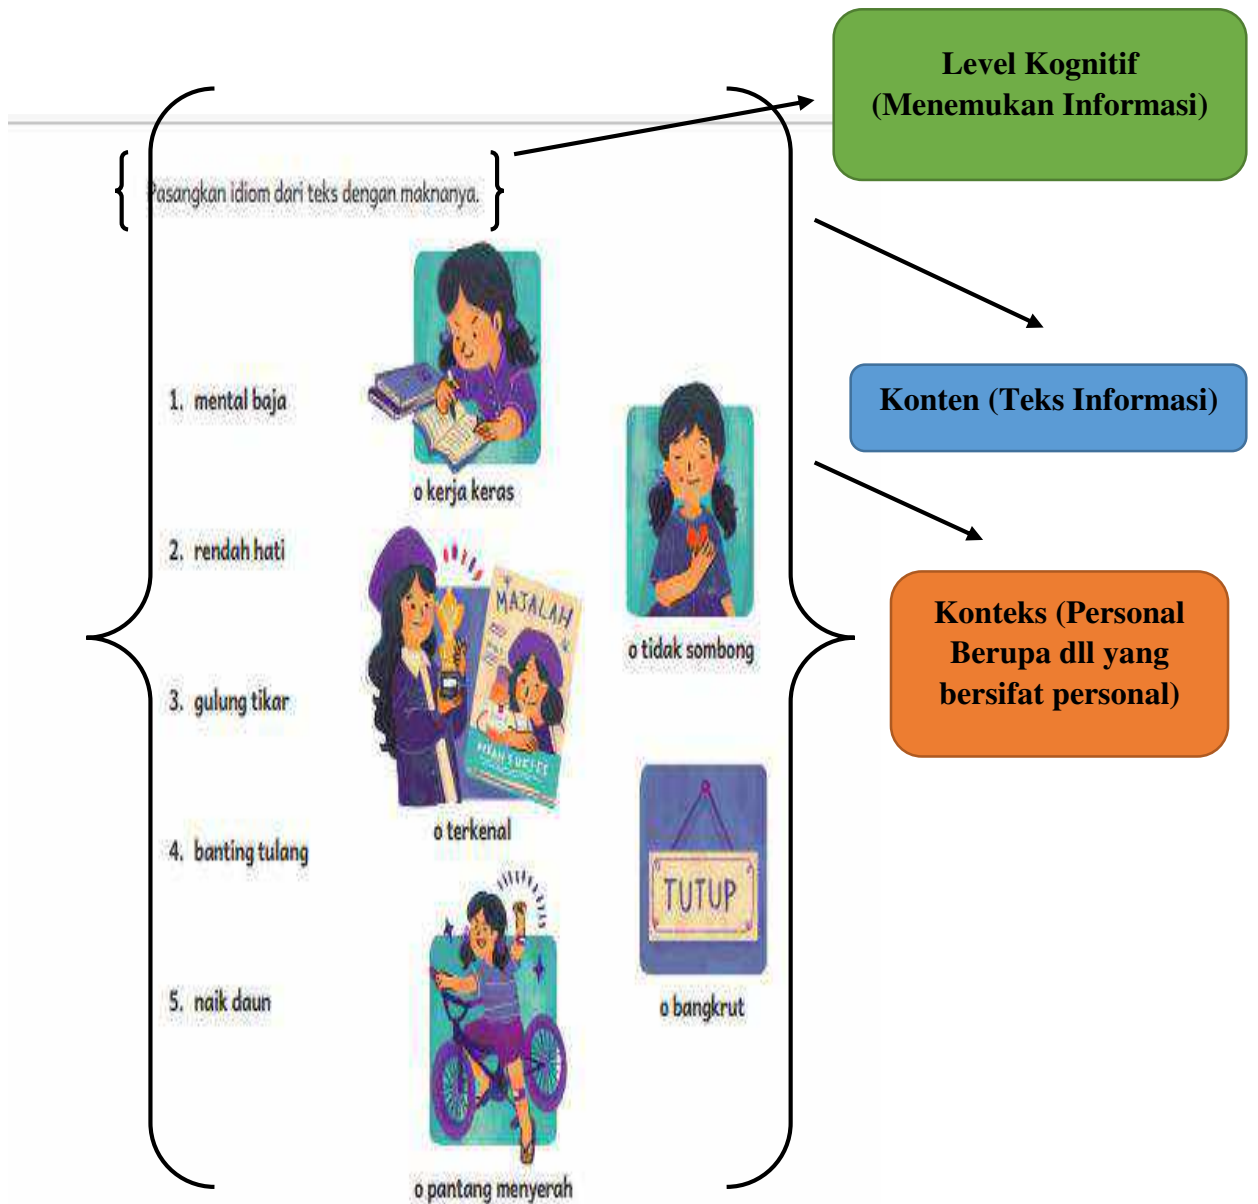 Level Kognitif
(Menemukan Informasi)
Pasangkan idiom dari teks dengan maknanya.
Konten (Teks Informasi)
1. mental baja
o kerja keras
2. rendah hati
MAJALAH
Konteks (Personal
Berupa dll yang
bersifat personal)
o tidak sombong
3. gulung tikar
o terkenal
4. banting tulang
TUTUP
5. naik daun
o bangkrut
o pantang menyerah